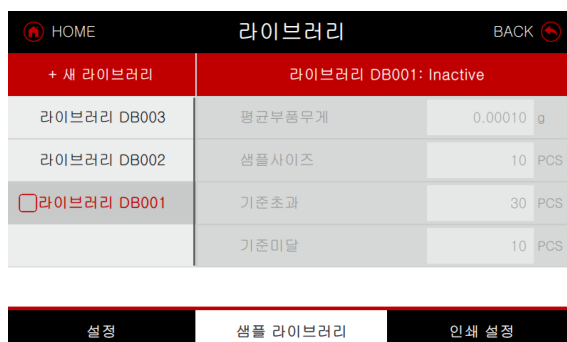 HOME 라이브러리 BACK
+ 새 라이브러리 라이브러리 DB001: Inactive
라이브러리 DB003 평균부품무게 0.00010 g
라이브러리 DB002 샘플사이즈 10 PCS
라이브러리 DB001 기준초과 30 PCS
기준미달 10 PCS
설정 샘플 라이브러리 인쇄 설정